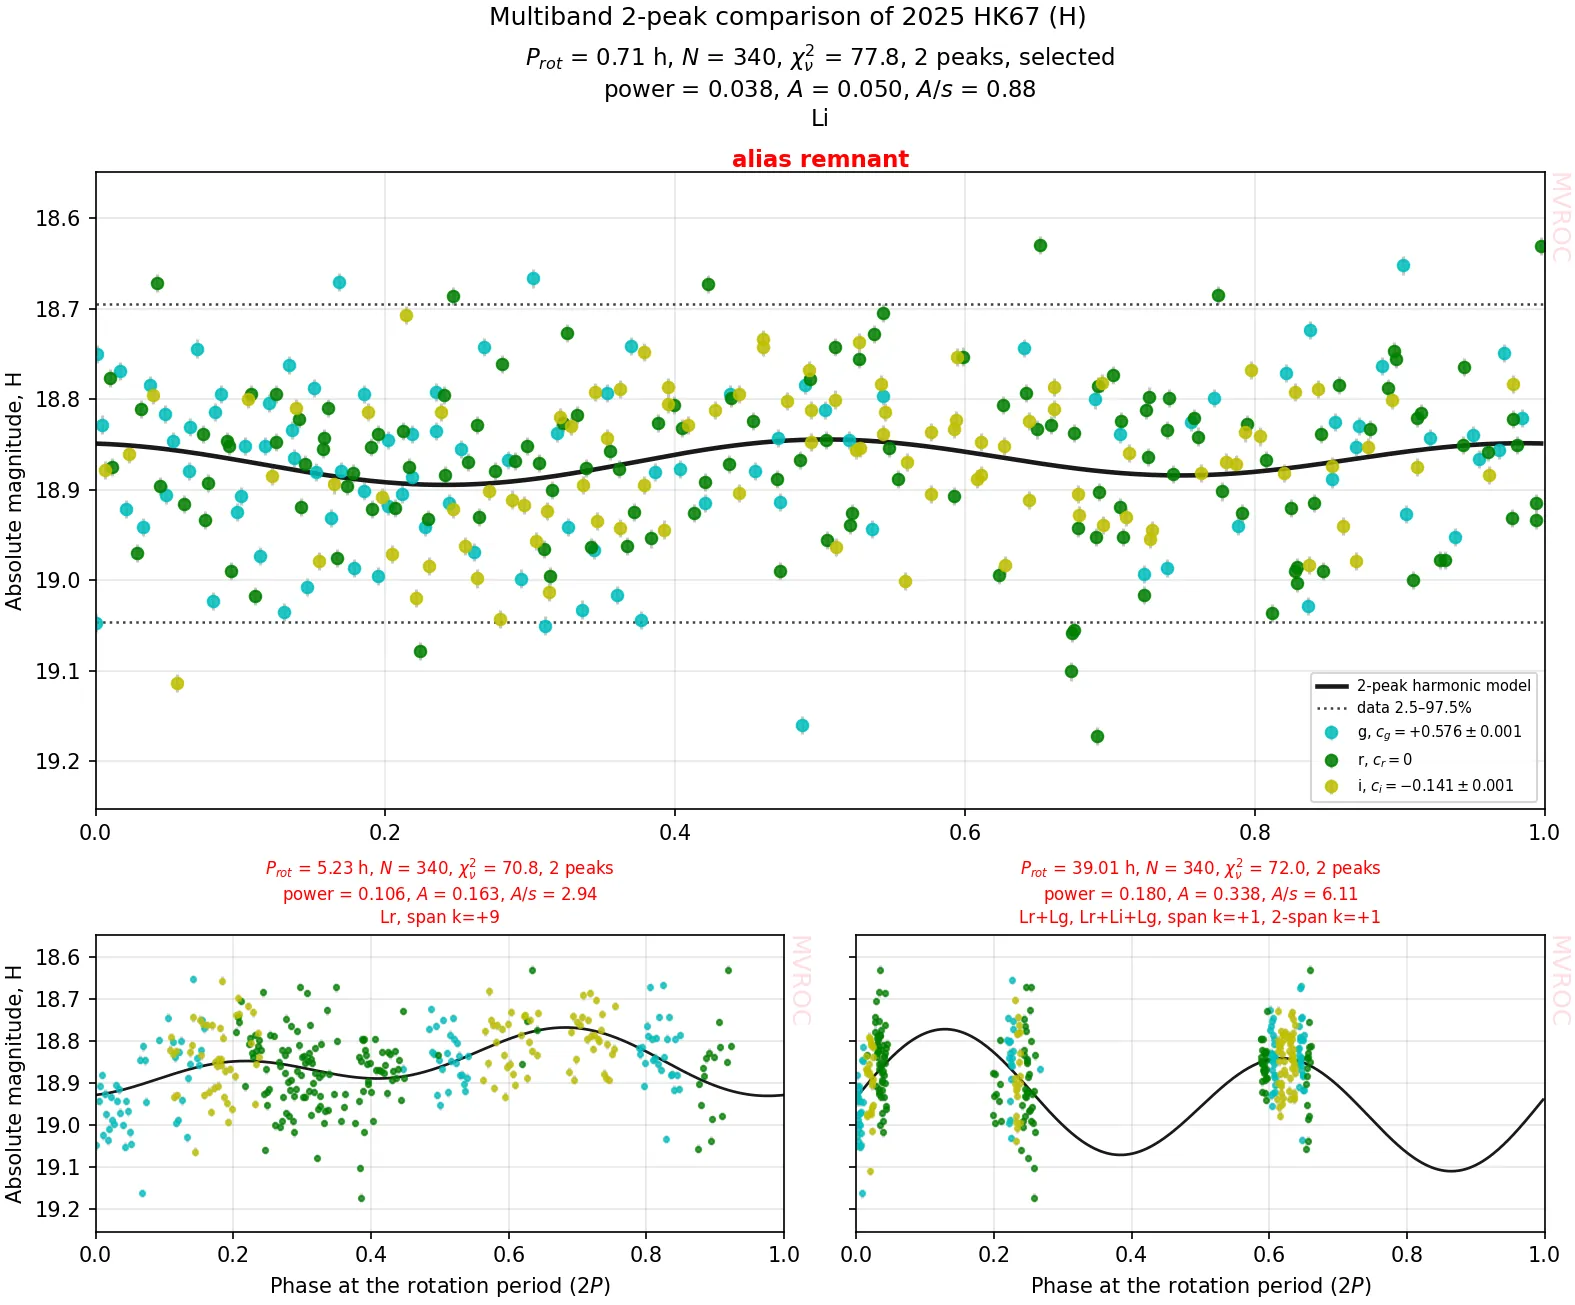 Multiband 2-peak comparison of 2025 HK67 (H)
P_rot = 0.71 h, N = 340, χ²_ν = 77.8, 2 peaks, selected
power = 0.038, A = 0.050, A/s = 0.88
Li
alias remnant
MVROC
Absolute magnitude, H
18.6
18.7
18.8
18.9
19.0
19.1
19.2
2-peak harmonic model
data 2.5–97.5%
g, c_g = +0.576 ± 0.001
r, c_r = 0
i, c_i = −0.141 ± 0.001
0.0 0.2 0.4 0.6 0.8 1.0
P_rot = 5.23 h, N = 340, χ²_ν = 70.8, 2 peaks
power = 0.106, A = 0.163, A/s = 2.94
Lr, span k=+9
MVROC
Absolute magnitude, H
18.6
18.7
18.8
18.9
19.0
19.1
19.2
0.0 0.2 0.4 0.6 0.8 1.0
Phase at the rotation period (2P)
P_rot = 39.01 h, N = 340, χ²_ν = 72.0, 2 peaks
power = 0.180, A = 0.338, A/s = 6.11
Lr+Lg, Lr+Li+Lg, span k=+1, 2-span k=+1
MVROC
0.0 0.2 0.4 0.6 0.8 1.0
Phase at the rotation period (2P)